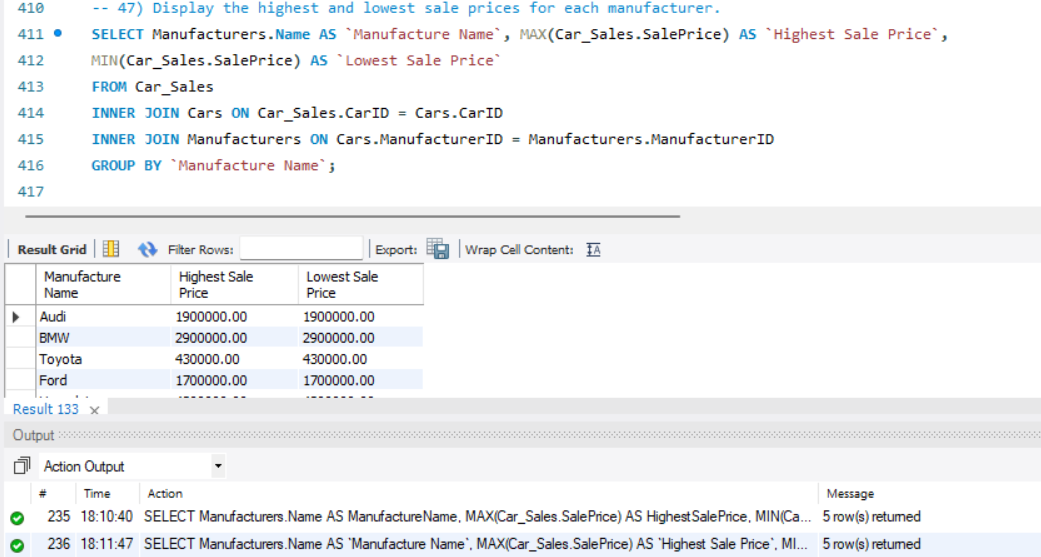 410 -- 47) Display the highest and lowest sale prices for each manufacturer.
411 SELECT Manufacturers.Name AS `Manufacture Name`, MAX(Car_Sales.SalePrice) AS `Highest Sale Price`,
412 MIN(Car_Sales.SalePrice) AS `Lowest Sale Price`
413 FROM Car_Sales
414 INNER JOIN Cars ON Car_Sales.CarID = Cars.CarID
415 INNER JOIN Manufacturers ON Cars.ManufacturerID = Manufacturers.ManufacturerID
416 GROUP BY `Manufacture Name`;
417
Result Grid Filter Rows: Export: Wrap Cell Content:
Manufacture Highest Sale Lowest Sale
Name Price Price
Audi 1900000.00 1900000.00
BMW 2900000.00 2900000.00
Toyota 430000.00 430000.00
Ford 1700000.00 1700000.00
Result 133
Output
Action Output
# Time Action Message
235 18:10:40 SELECT Manufacturers.Name AS ManufactureName, MAX(Car_Sales.SalePrice) AS HighestSalePrice, MIN(Ca... 5 row(s) returned
236 18:11:47 SELECT Manufacturers.Name AS `Manufacture Name`, MAX(Car_Sales.SalePrice) AS `Highest Sale Price`, MI... 5 row(s) returned